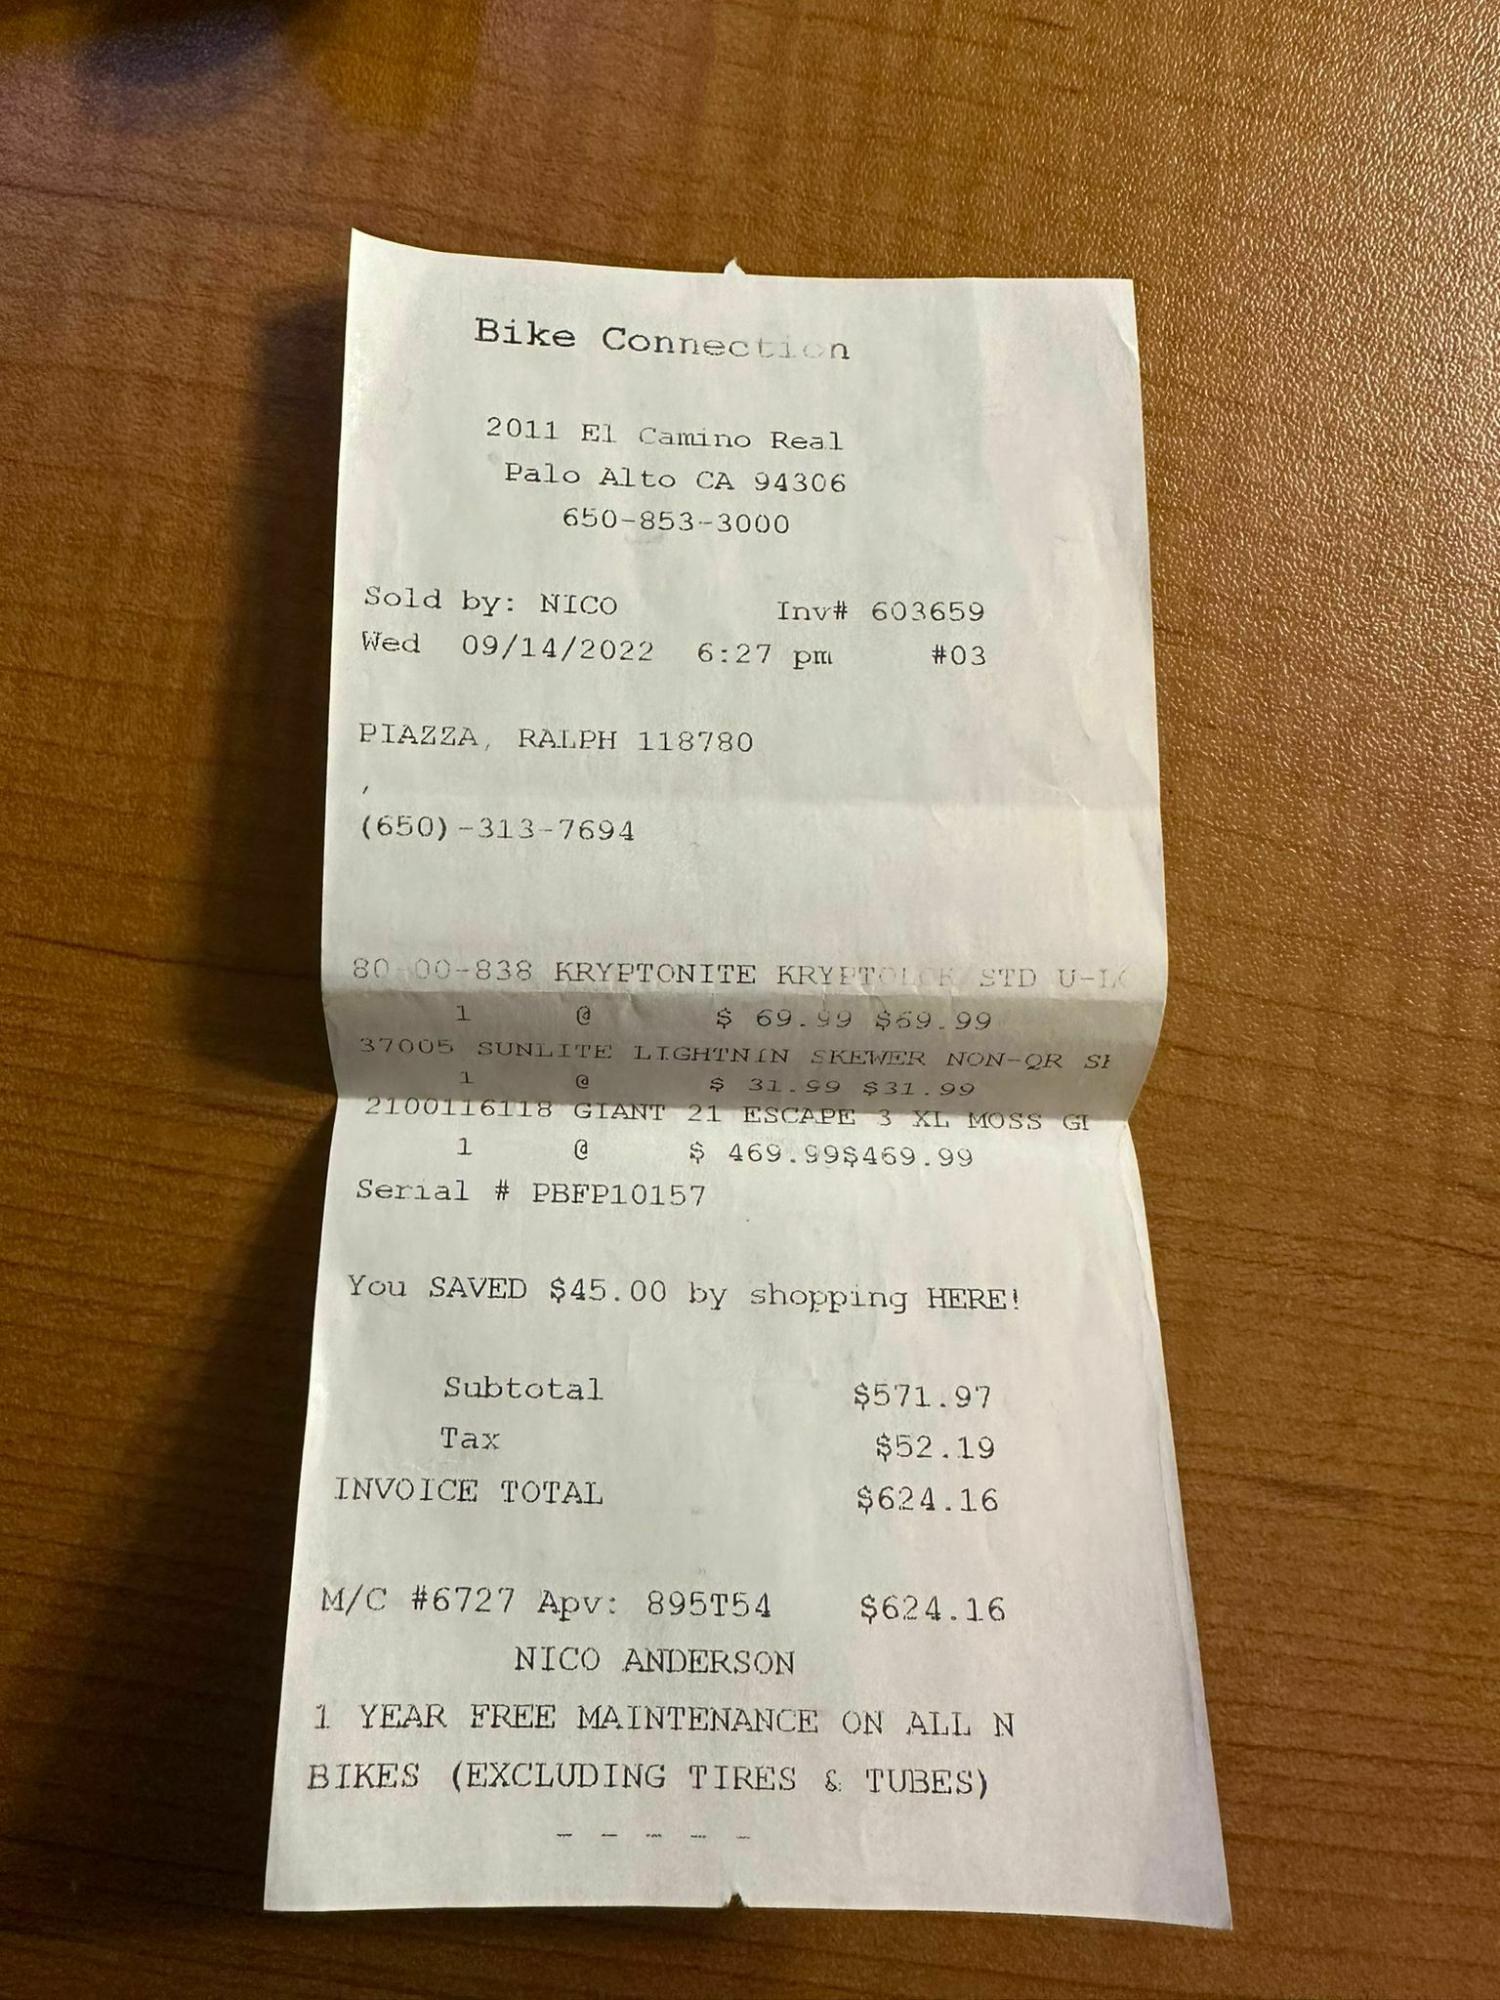 Bike Connection
2011 El Camino Real
Palo Alto CA 94306
650-853-3000
Sold by: NICO Inv# 603659
Wed 09/14/2022 6:27 pm #03
PIAZZA, RALPH 118780
,
(650)-313-7694
80-00-838 KRYPTONITE KRYPTOLOK STD U-LO
1 @ $ 69.99 $69.99
37005 SUNLITE LIGHTNIN SKEWER NON-QR
1 @ $ 31.99 $31.99
2100116118 GIANT 21 ESCAPE 3 XL MOSS
1 @ $ 469.99$469.99
Serial # PBFP10157
You SAVED $45.00 by shopping HERE!
Subtotal $571.97
Tax $52.19
INVOICE TOTAL $624.16
M/C #6727 Apv: 895T54 $624.16
NICO ANDERSON
1 YEAR FREE MAINTENANCE ON ALL N
BIKES (EXCLUDING TIRES & TUBES)
- - - - -